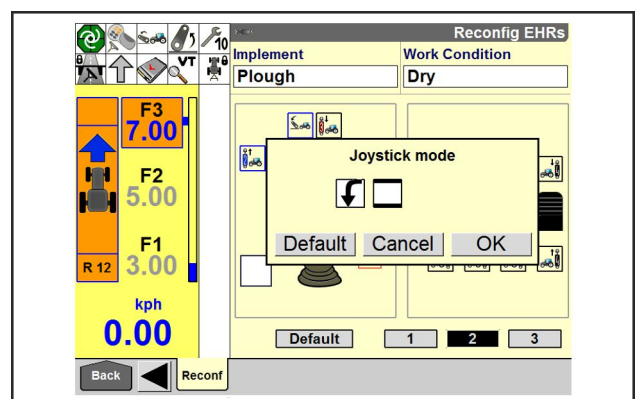 10
VT
Reconfig EHRs
Implement
Work Condition
Plough
Dry
F3
7.00
F2
5.00
F1
R 12
3.00
kph
0.00
Joystick mode
Default Cancel OK
Default 1 2 3
Back
Reconf